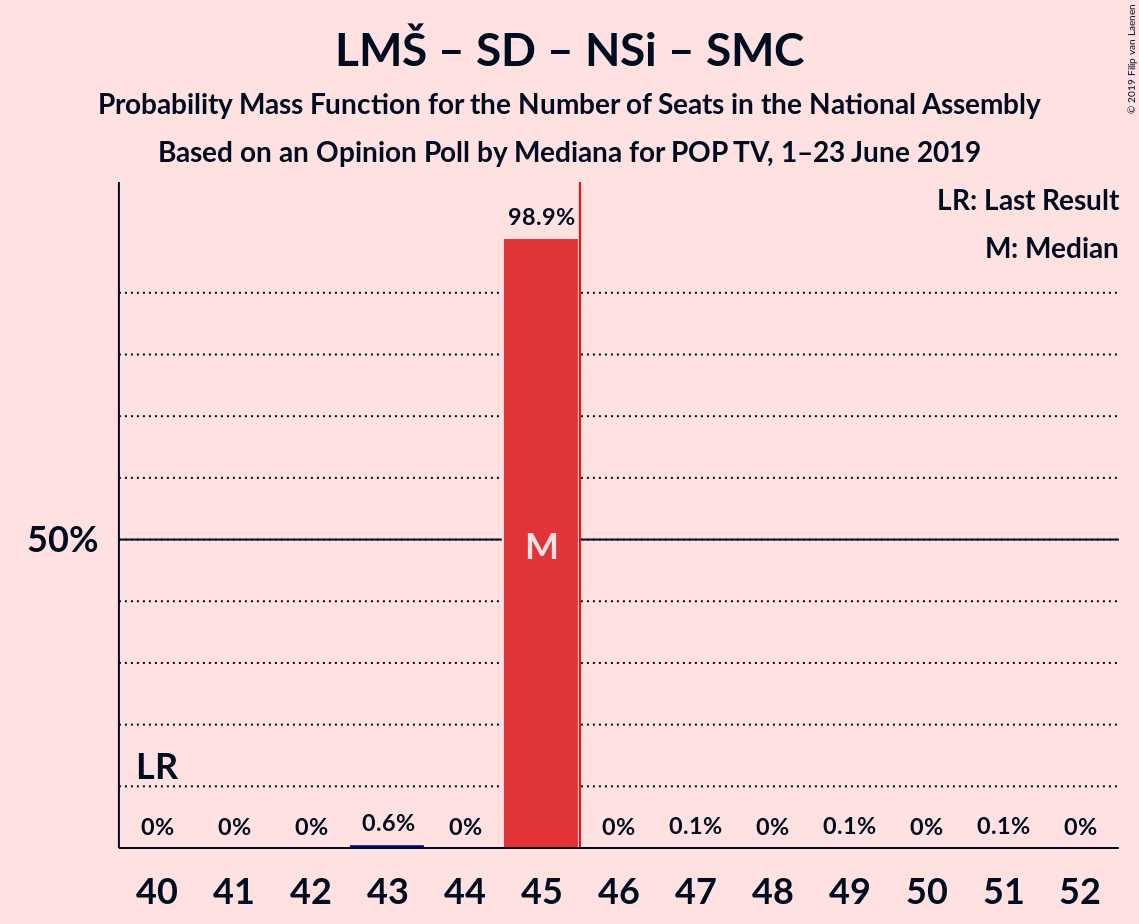 LMŠ – SD – NSi – SMC
Probability Mass Function for the Number of Seats in the National Assembly
Based on an Opinion Poll by Mediana for POP TV, 1–23 June 2019
© 2019 Filip van Laenen
LR: Last Result
M: Median
98.9%
50%
M
LR
0% 0% 0% 0.6% 0% 0% 0.1% 0% 0.1% 0% 0.1% 0%
40 41 42 43 44 45 46 47 48 49 50 51 52